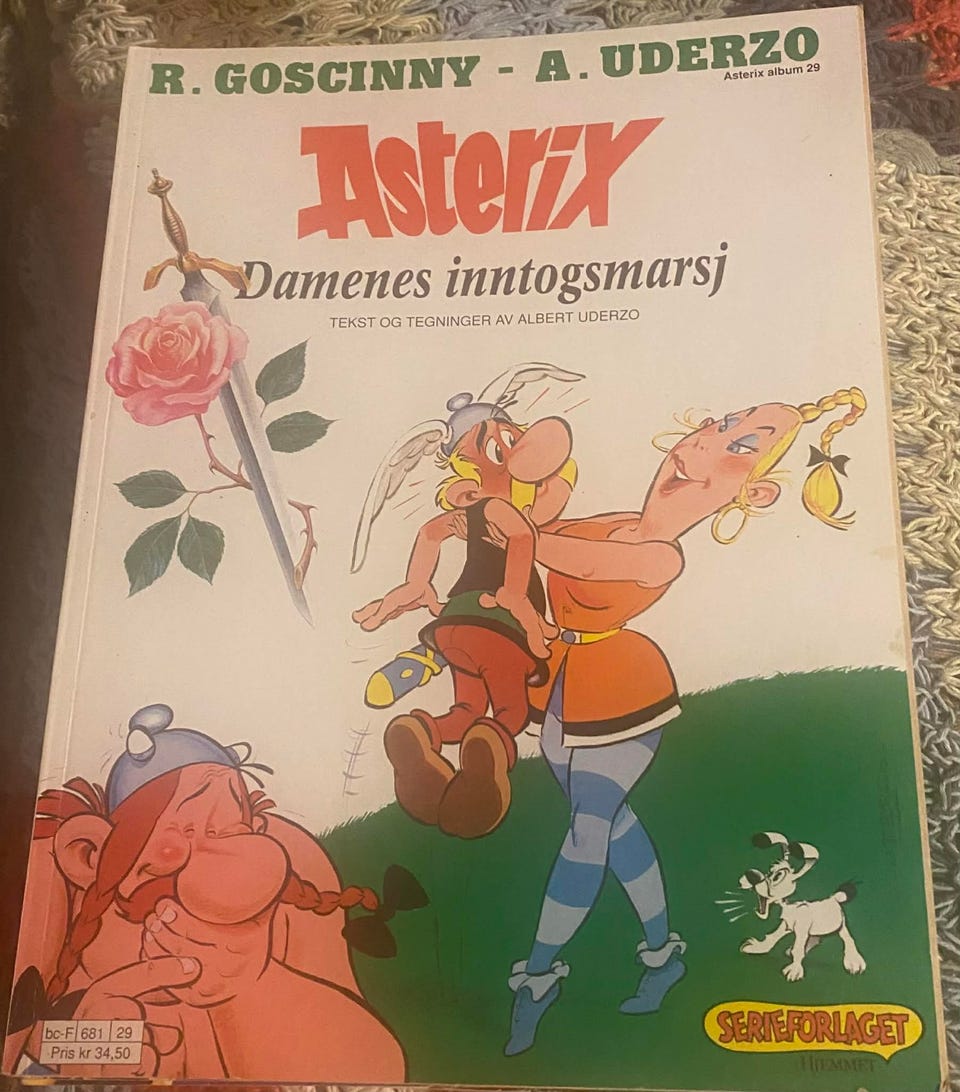 R. GOSCINNY - A. UDERZO
Asterix album 29
Asterix
Damenes inntogsmarsj
TEKST OG TEGNINGER AV ALBERT UDERZO
bc-F 681 29
Pris kr 34,50
SERIEFORLAGET
HJEMMET